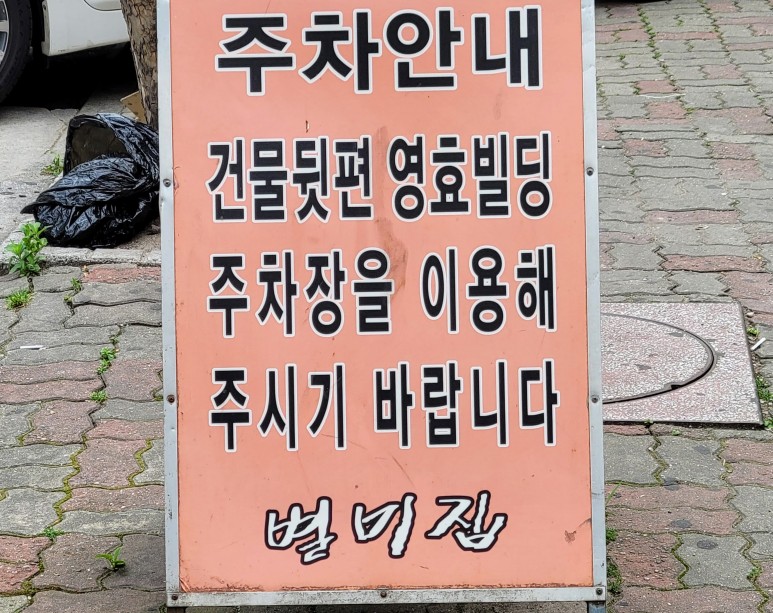 주차안내
건물뒷편 영효빌딩
주차장을 이용해
주시기 바랍니다
별미집